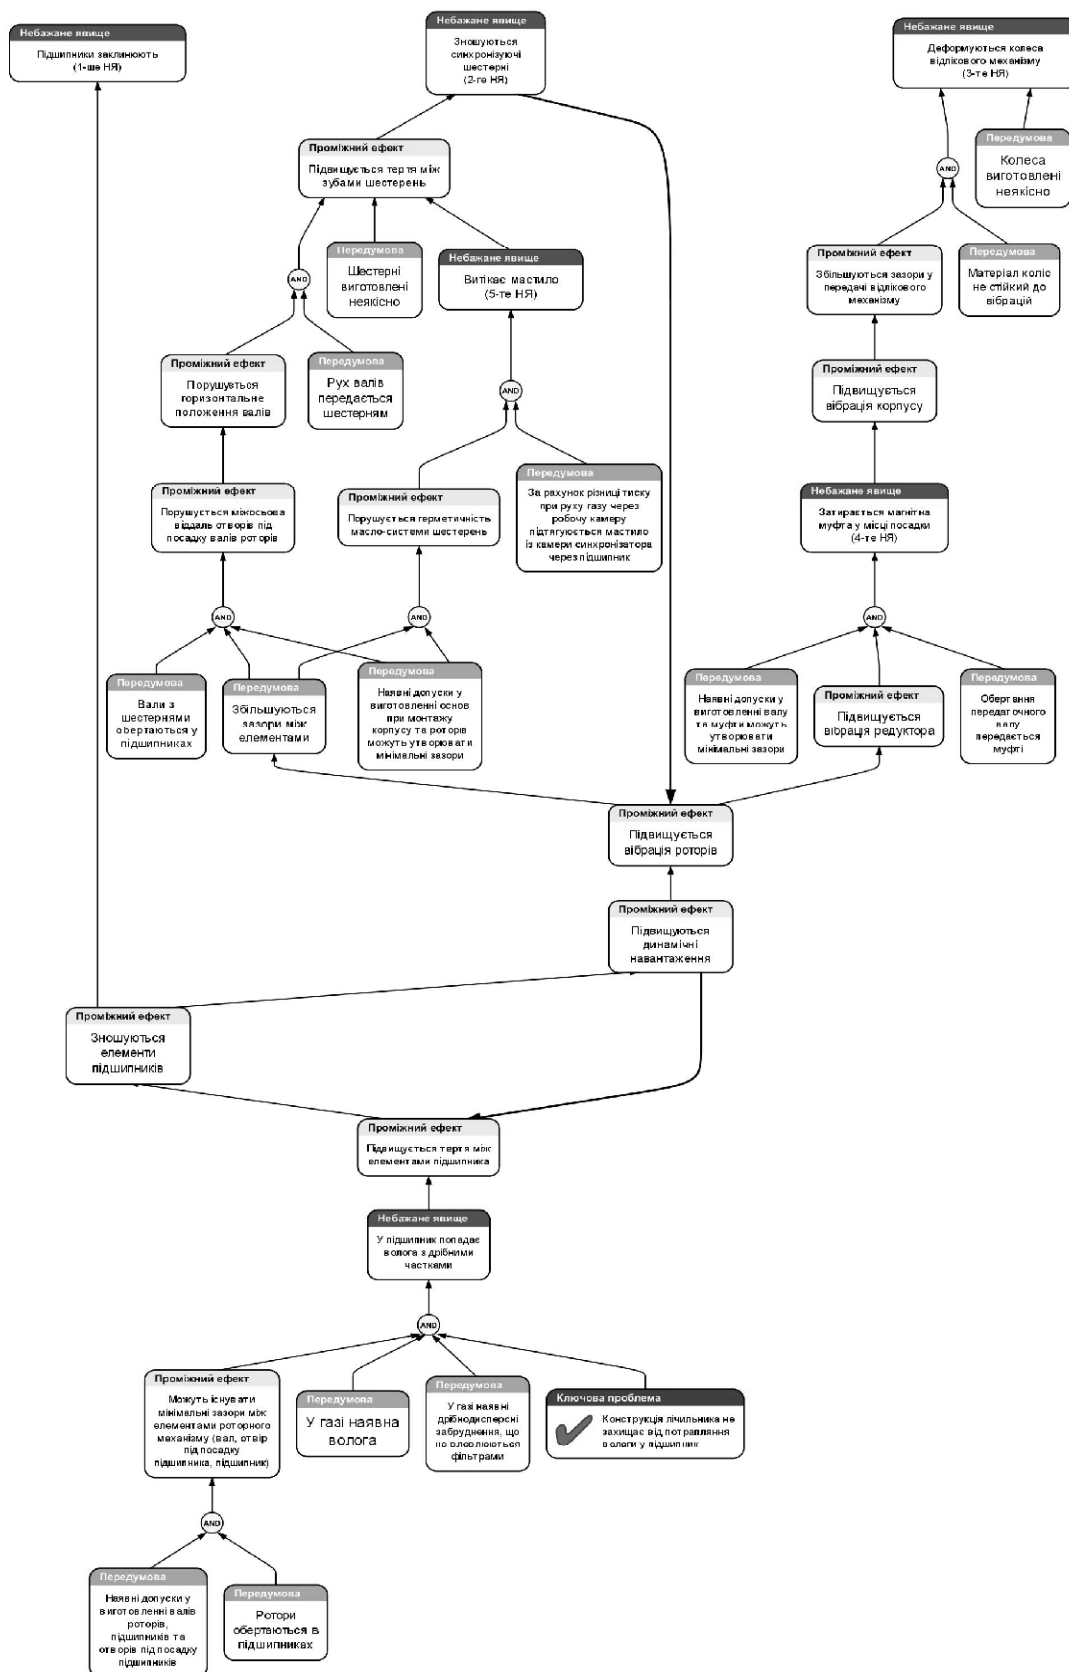 Небажане явище
Підшипники заклинюють
(1-ше НЯ)
Небажане явище
Зношуються
синхронізуючі
шестерні
(2-ге НЯ)
Небажане явище
Деформуються колеса
відлікового механізму
(3-тє НЯ)
Передумова
Колеса
виготовлені
неякісно
Проміжний ефект
Підвищується тертя між
зубами шестерень
AND
Передумова
Шестерні
виготовлені
неякісно
Небажане явище
Витікає мастило
(5-те НЯ)
AND
Проміжний ефект
Збільшуються зазори у
передачі відлікового
механізму
Передумова
Матеріал коліс
не стійкий до
вібрацій
Проміжний ефект
Порушується
горизонтальне
положення валів
Передумова
Рух валів
передається
шестерням
AND
Проміжний ефект
Підвищується
вібрація корпусу
Проміжний ефект
Порушується міжосьова
віддаль отворів під
посадку валів роторів
Проміжний ефект
Порушується герметичність
масло-системи шестерень
Передумова
За рахунок різниці тиску
при руху газу через
робочу камеру
підтягуюється мастило
із камери синхронізатора
через підшипник
Небажане явище
Затирається магнітна
муфта у місці посадки
(4-те НЯ)
AND
AND
AND
Передумова
Вали з
шестернями
обертаються у
підшипниках
Передумова
Збільшуються
зазори між
елементами
Передумова
Наявні допуски у
виготовленні основ
при монтажу
корпусу та роторів
можуть утворювати
мінімальні зазори
Передумова
Наявні допуски у
виготовленні валу
та муфти можуть
утворювати
мінімальні зазори
Проміжний ефект
Підвищується
вібрація редуктора
Передумова
Обертання
передаточного
валу
передається
муфті
Проміжний ефект
Підвищується
вібрація роторів
Проміжний ефект
Підвищуються
динамічні
навантаження
Проміжний ефект
Зношуються
елементи
підшипників
Проміжний ефект
Підвищується тертя між
елементами підшипника
Небажане явище
У підшипник попадає
волога з дрібними
частками
AND
Проміжний ефект
Можуть існувати
мінімальні зазори між
елементами роторного
механізму (вал, отвір
під посадку
підшипника, підшипник)
Передумова
У газі наявна
волога
Передумова
У газі наявні
дрібнодисперсні
забруднення, що
не вловлюються
фільтрами
Ключова проблема
Конструкція лічильника не
захищає від потрапляння
вологи у підшипник
AND
Передумова
Наявні допуски у
виготовленні валів
роторів,
підшипників та
отворів під посадку
підшипників
Передумова
Ротори
обертаються в
підшипниках